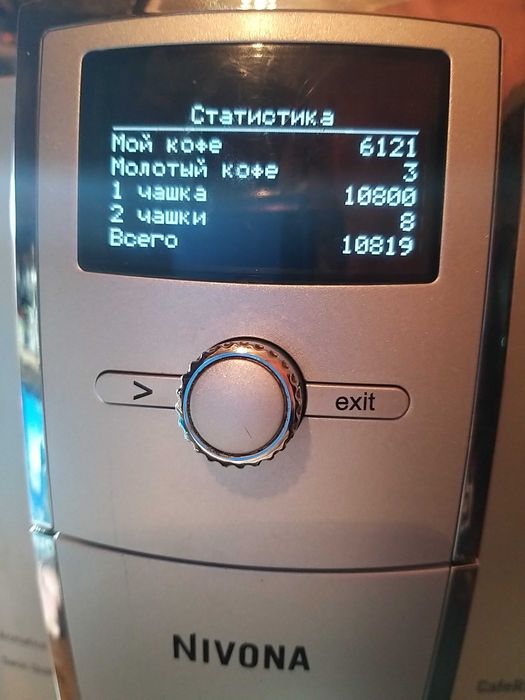 Статистика
Мой кофе 6121
Молотый кофе 3
1 чашка 10800
2 чашки 8
Всего 10819
> exit
NIVONA